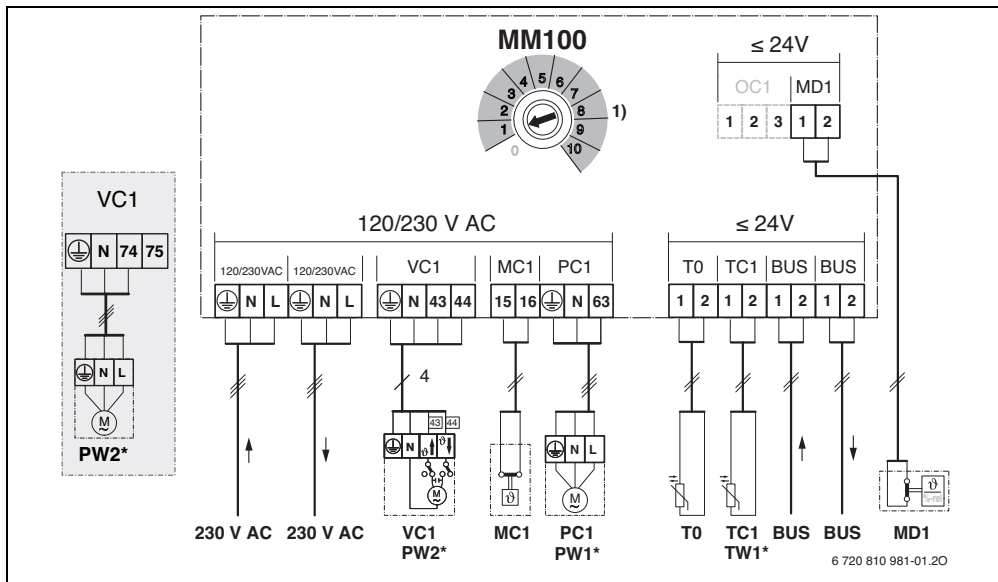 MM100
≤ 24V
OC1 MD1
1 2 3 1 2
0 1 2 3 4 5 6 7 8 9 10
1)
VC1
N 74 75
N L
M
~
PW2*
120/230 V AC
≤ 24V
120/230VAC 120/230VAC VC1 MC1 PC1 T0 TC1 BUS BUS
N L N L N 43 44 15 16 N 63 1 2 1 2 1 2 1 2
4
43 44
N ϑ ϑ
N L
M
~
ϑ
M
~
ϑ
%-rel
230 V AC 230 V AC VC1 MC1 PC1 T0 TC1 BUS BUS MD1
PW2* PW1* TW1*
6 720 810 981-01.2O